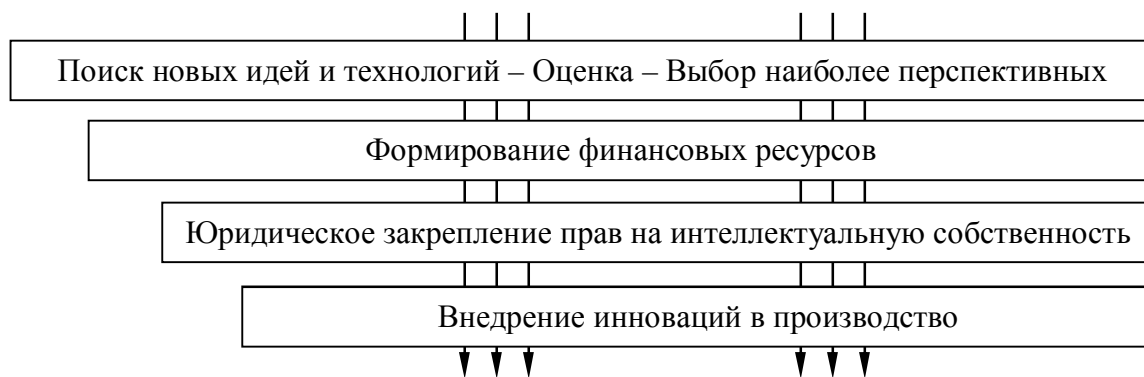 Поиск новых идей и технологий – Оценка – Выбор наиболее перспективных
Формирование финансовых ресурсов
Юридическое закрепление прав на интеллектуальную собственность
Внедрение инноваций в производство